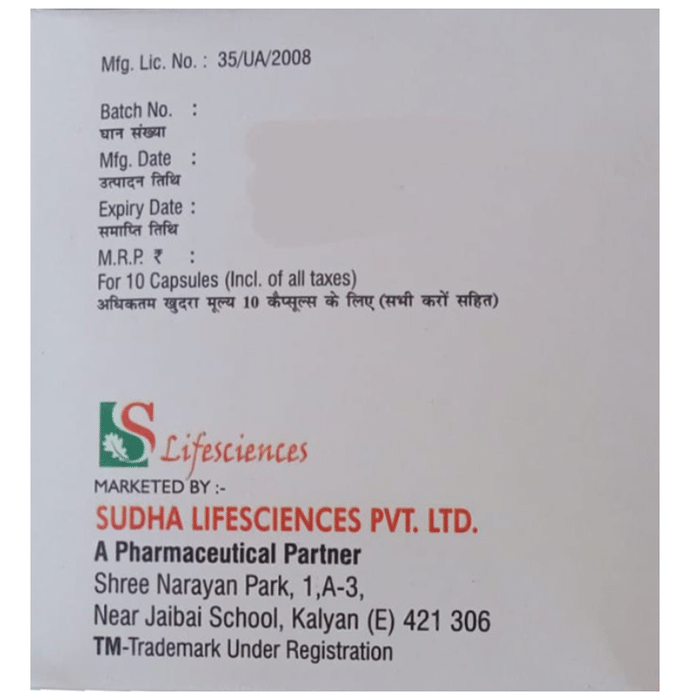 Mfg. Lic. No. : 35/UA/2008
Batch No. :
घान संख्या
Mfg. Date :
उत्पादन तिथि
Expiry Date :
समाप्ति तिथि
M.R.P. ₹ :
For 10 Capsules (Incl. of all taxes)
अधिकतम खुदरा मूल्य 10 कैप्सूल्स के लिए (सभी करों सहित)
S Lifesciences
MARKETED BY :-
SUDHA LIFESCIENCES PVT. LTD.
A Pharmaceutical Partner
Shree Narayan Park, 1,A-3,
Near Jaibai School, Kalyan (E) 421 306
TM-Trademark Under Registration